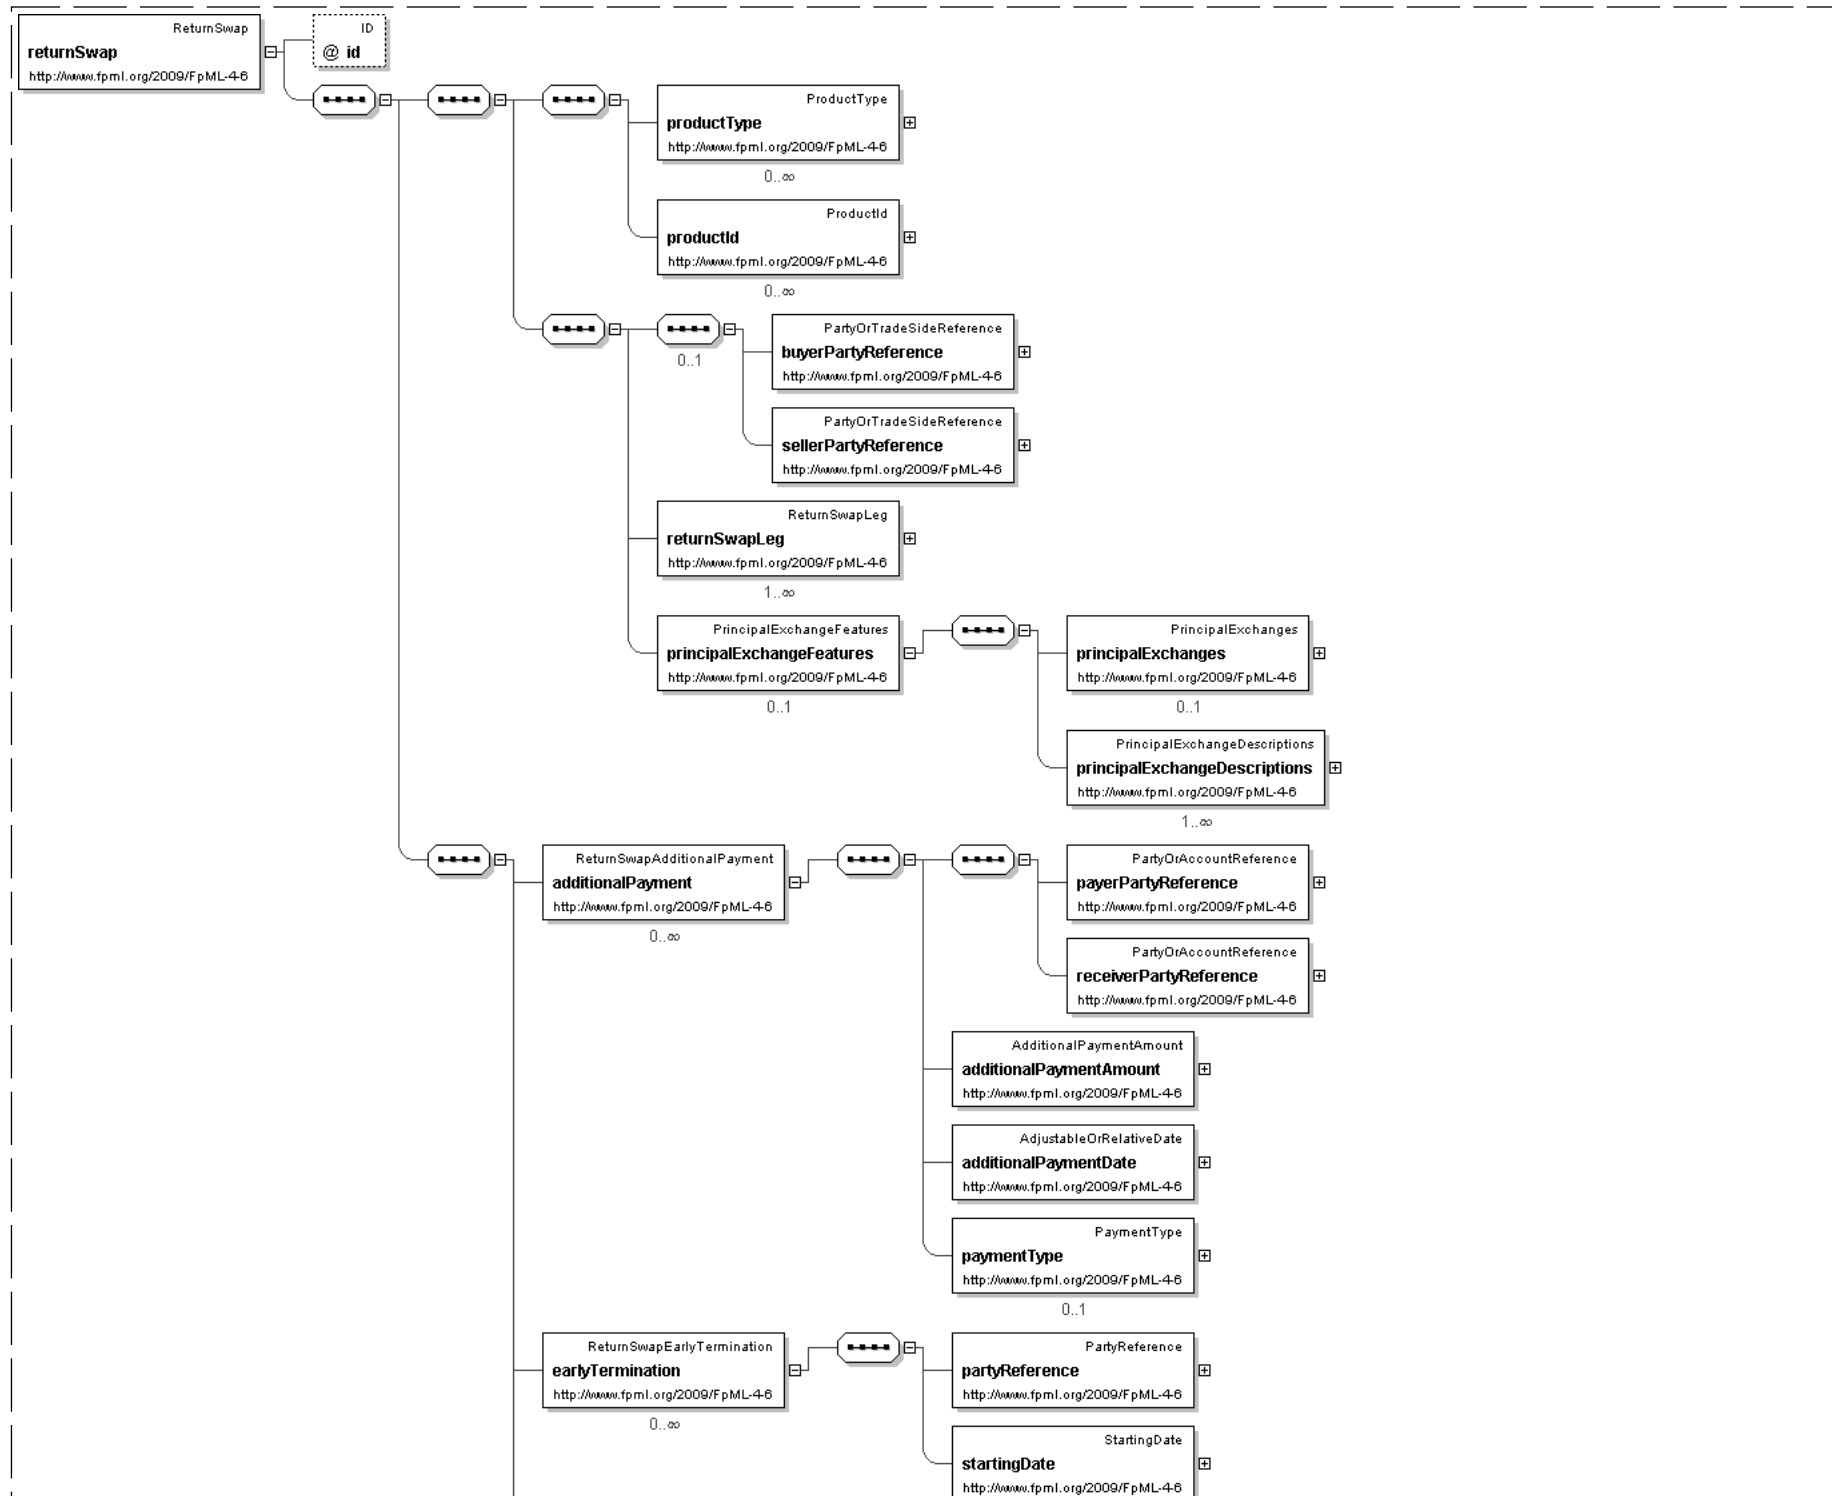 ReturnSwap
returnSwap
http://www.fpml.org/2009/FpML-4-6
ID
@ id
ProductType
productType
http://www.fpml.org/2009/FpML-4-6
0..∞
ProductId
productId
http://www.fpml.org/2009/FpML-4-6
0..∞
PartyOrTradeSideReference
buyerPartyReference
http://www.fpml.org/2009/FpML-4-6
0..1
PartyOrTradeSideReference
sellerPartyReference
http://www.fpml.org/2009/FpML-4-6
ReturnSwapLeg
returnSwapLeg
http://www.fpml.org/2009/FpML-4-6
1..∞
PrincipalExchangeFeatures
principalExchangeFeatures
http://www.fpml.org/2009/FpML-4-6
0..1
PrincipalExchanges
principalExchanges
http://www.fpml.org/2009/FpML-4-6
0..1
PrincipalExchangeDescriptions
principalExchangeDescriptions
http://www.fpml.org/2009/FpML-4-6
1..∞
ReturnSwapAdditionalPayment
additionalPayment
http://www.fpml.org/2009/FpML-4-6
0..∞
PartyOrAccountReference
payerPartyReference
http://www.fpml.org/2009/FpML-4-6
PartyOrAccountReference
receiverPartyReference
http://www.fpml.org/2009/FpML-4-6
AdditionalPaymentAmount
additionalPaymentAmount
http://www.fpml.org/2009/FpML-4-6
AdjustableOrRelativeDate
additionalPaymentDate
http://www.fpml.org/2009/FpML-4-6
PaymentType
paymentType
http://www.fpml.org/2009/FpML-4-6
0..1
ReturnSwapEarlyTermination
earlyTermination
http://www.fpml.org/2009/FpML-4-6
0..∞
PartyReference
partyReference
http://www.fpml.org/2009/FpML-4-6
StartingDate
startingDate
http://www.fpml.org/2009/FpML-4-6